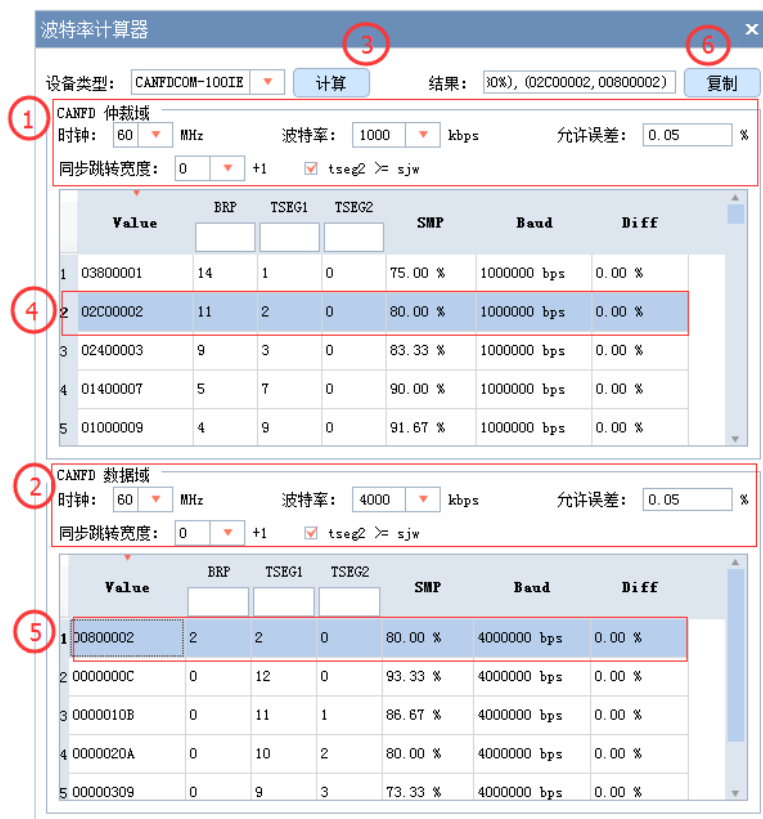 波特率计算器 ×
3 6
设备类型: CANFDCOM-100IE 计算 结果: 30%), (02C00002,00800002) 复制
1 CANFD 仲裁域
时钟: 60 MHz 波特率: 1000 kbps 允许误差: 0.05 %
同步跳转宽度: 0 +1 tseg2 >= sjw
Value BRP TSEG1 TSEG2 SMP Baud Diff
1 03800001 14 1 0 75.00 % 1000000 bps 0.00 %
4 2 02C00002 11 2 0 80.00 % 1000000 bps 0.00 %
3 02400003 9 3 0 83.33 % 1000000 bps 0.00 %
4 01400007 5 7 0 90.00 % 1000000 bps 0.00 %
5 01000009 4 9 0 91.67 % 1000000 bps 0.00 %
2 CANFD 数据域
时钟: 60 MHz 波特率: 4000 kbps 允许误差: 0.05 %
同步跳转宽度: 0 +1 tseg2 >= sjw
Value BRP TSEG1 TSEG2 SMP Baud Diff
5 1 00800002 2 2 0 80.00 % 4000000 bps 0.00 %
2 0000000C 0 12 0 93.33 % 4000000 bps 0.00 %
3 0000010B 0 11 1 86.67 % 4000000 bps 0.00 %
4 0000020A 0 10 2 80.00 % 4000000 bps 0.00 %
5 00000309 0 9 3 73.33 % 4000000 bps 0.00 %